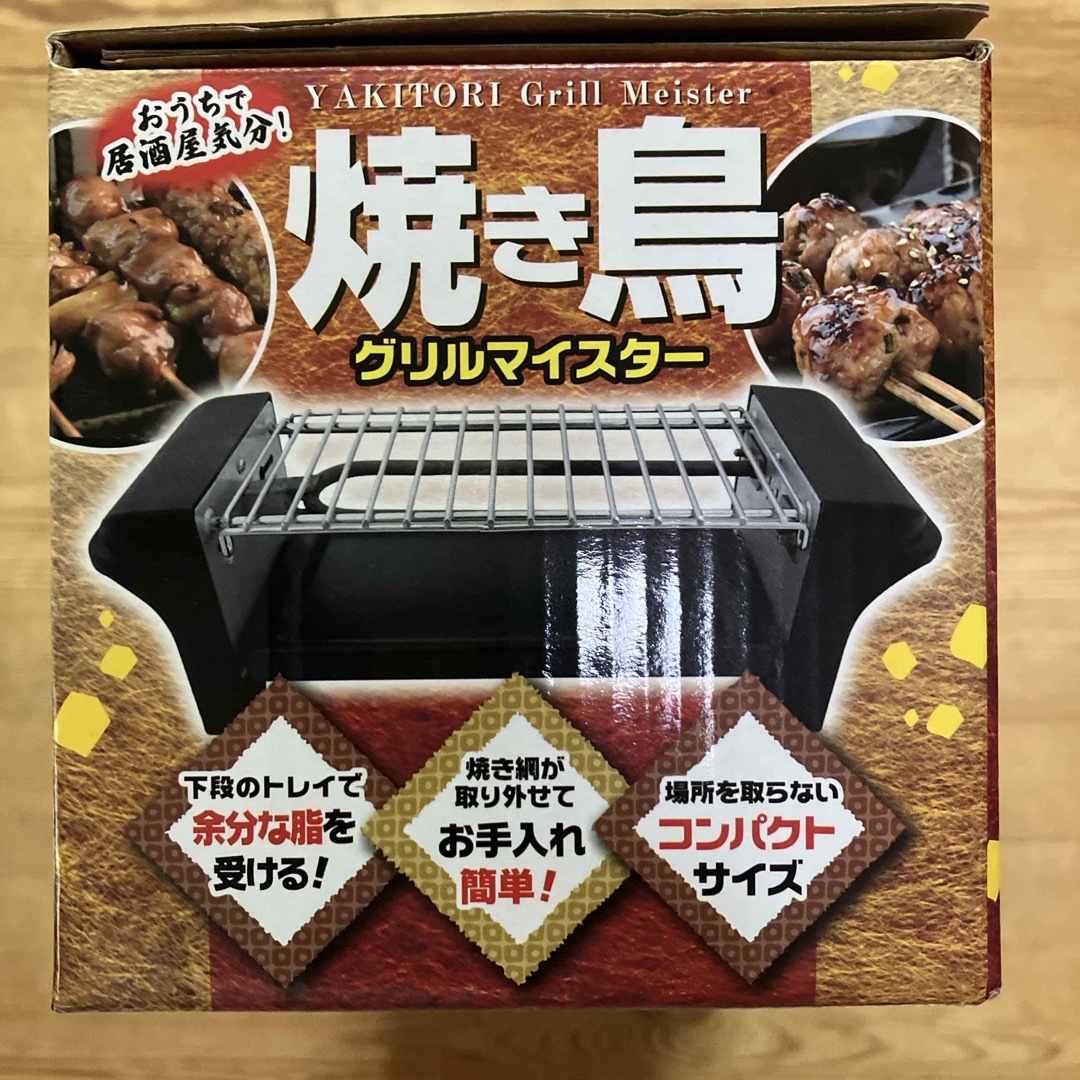 YAKITORI Grill Meister
おうちで
居酒屋気分!
焼き鳥
グリルマイスター
下段のトレイで
余分な脂を
受ける!
焼き網が
取り外せて
お手入れ
簡単!
場所を取らない
コンパクト
サイズ